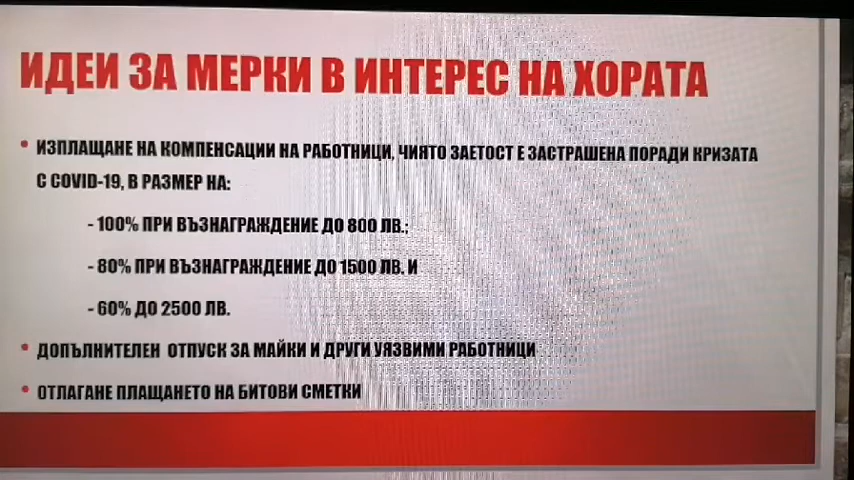 ИДЕИ ЗА МЕРКИ В ИНТЕРЕС НА ХОРАТА
• ИЗПЛАЩАНЕ НА КОМПЕНСАЦИИ НА РАБОТНИЦИ, ЧИЯТО ЗАЕТОСТ Е ЗАСТРАШЕНА ПОРАДИ КРИЗАТА
С COVID-19, В РАЗМЕР НА:
- 100% ПРИ ВЪЗНАГРАЖДЕНИЕ ДО 800 ЛВ.;
- 80% ПРИ ВЪЗНАГРАЖДЕНИЕ ДО 1500 ЛВ. И
- 60% ДО 2500 ЛВ.
• ДОПЪЛНИТЕЛЕН ОТПУСК ЗА МАЙКИ И ДРУГИ УЯЗВИМИ РАБОТНИЦИ
• ОТЛАГАНЕ ПЛАЩАНЕТО НА БИТОВИ СМЕТКИ